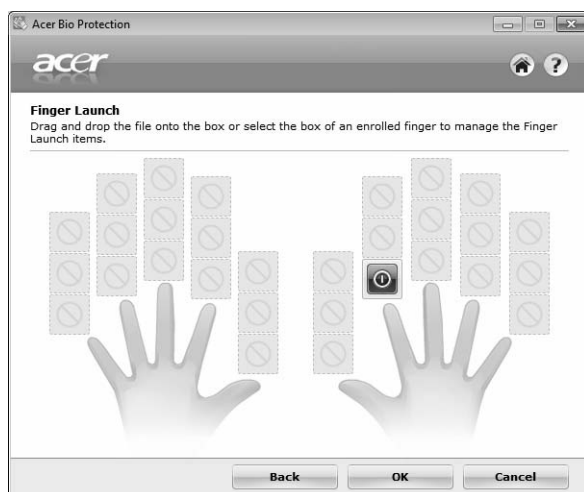 Acer Bio Protection
acer
?
Finger Launch
Drag and drop the file onto the box or select the box of an enrolled finger to manage the Finger
Launch items.
Back OK Cancel